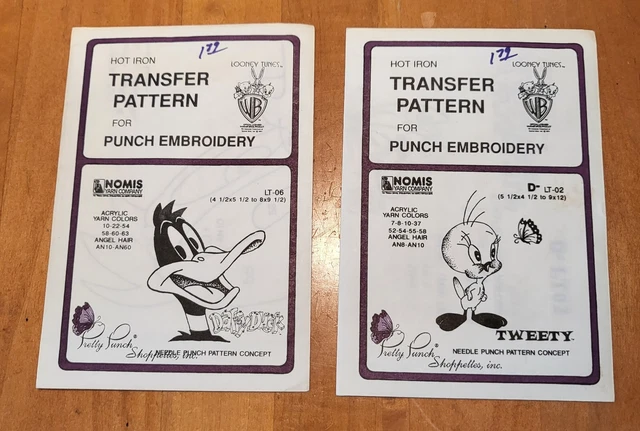 1.79
LOONEY TUNES
HOT IRON
TRANSFER
PATTERN
WB
FOR
PUNCH EMBROIDERY
NOMIS
YARN COMPANY
LT-06
(4 1/2x5 1/2 to 8x9 1/2)
ACRYLIC
YARN COLORS
10-22-54
58-60-63
ANGEL HAIR
AN10-AN60
Daffy Duck
Pretty Punch®
Shoppettes, inc.
NEEDLE PUNCH PATTERN CONCEPT
1.79
LOONEY TUNES
HOT IRON
TRANSFER
PATTERN
WB
FOR
PUNCH EMBROIDERY
NOMIS
YARN COMPANY
D- LT-02
(5 1/2x4 1/2 to 9x12)
ACRYLIC
YARN COLORS
7-8-10-37
52-54-55-58
ANGEL HAIR
AN8-AN10
TWEETY
Pretty Punch®
Shoppettes, inc.
NEEDLE PUNCH PATTERN CONCEPT